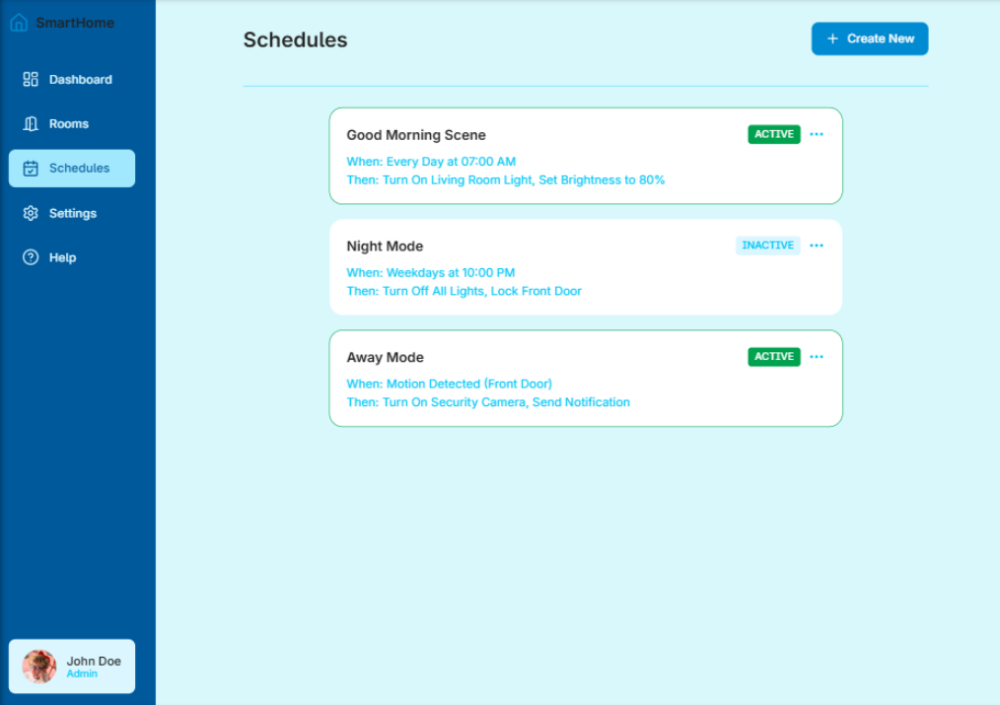 SmartHome
Dashboard
Rooms
Schedules
Settings
Help
John Doe
Admin
Schedules
+ Create New
Good Morning Scene
ACTIVE
When: Every Day at 07:00 AM
Then: Turn On Living Room Light, Set Brightness to 80%
Night Mode
INACTIVE
When: Weekdays at 10:00 PM
Then: Turn Off All Lights, Lock Front Door
Away Mode
ACTIVE
When: Motion Detected (Front Door)
Then: Turn On Security Camera, Send Notification